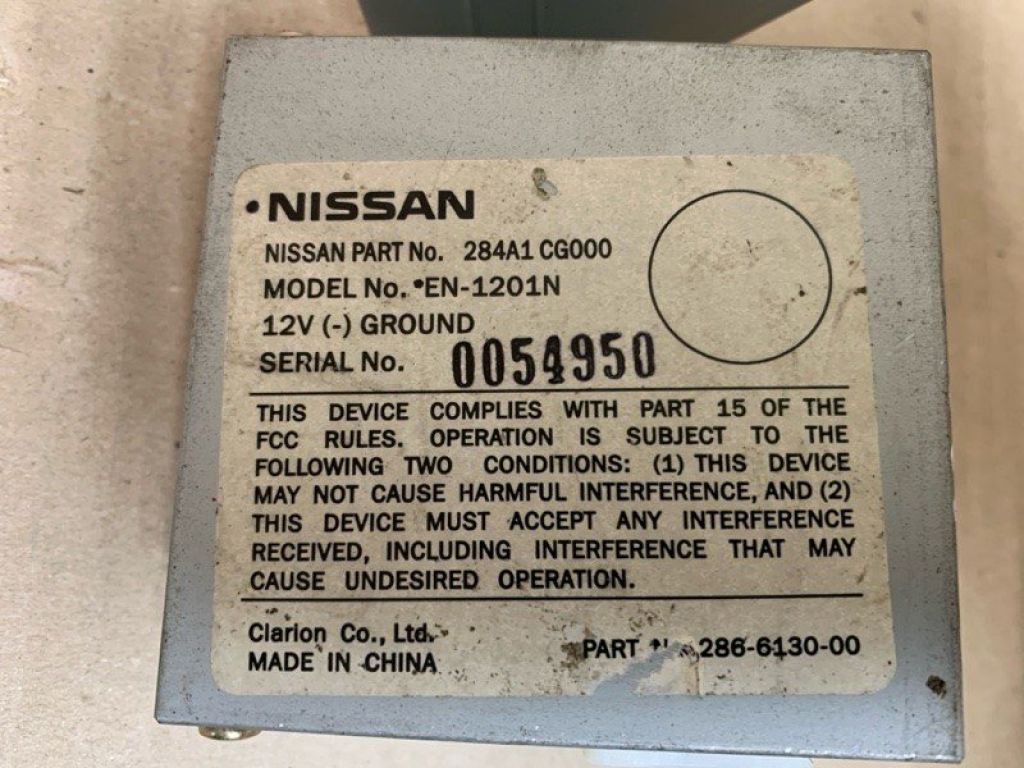 NISSAN
NISSAN PART No. 284A1 CG000
MODEL No. EN-1201N
12V (-) GROUND
SERIAL No. 0054950
THIS DEVICE COMPLIES WITH PART 15 OF THE
FCC RULES. OPERATION IS SUBJECT TO THE
FOLLOWING TWO CONDITIONS: (1) THIS DEVICE
MAY NOT CAUSE HARMFUL INTERFERENCE, AND (2)
THIS DEVICE MUST ACCEPT ANY INTERFERENCE
RECEIVED, INCLUDING INTERFERENCE THAT MAY
CAUSE UNDESIRED OPERATION.
Clarion Co., Ltd.
MADE IN CHINA
PART 286-6130-00